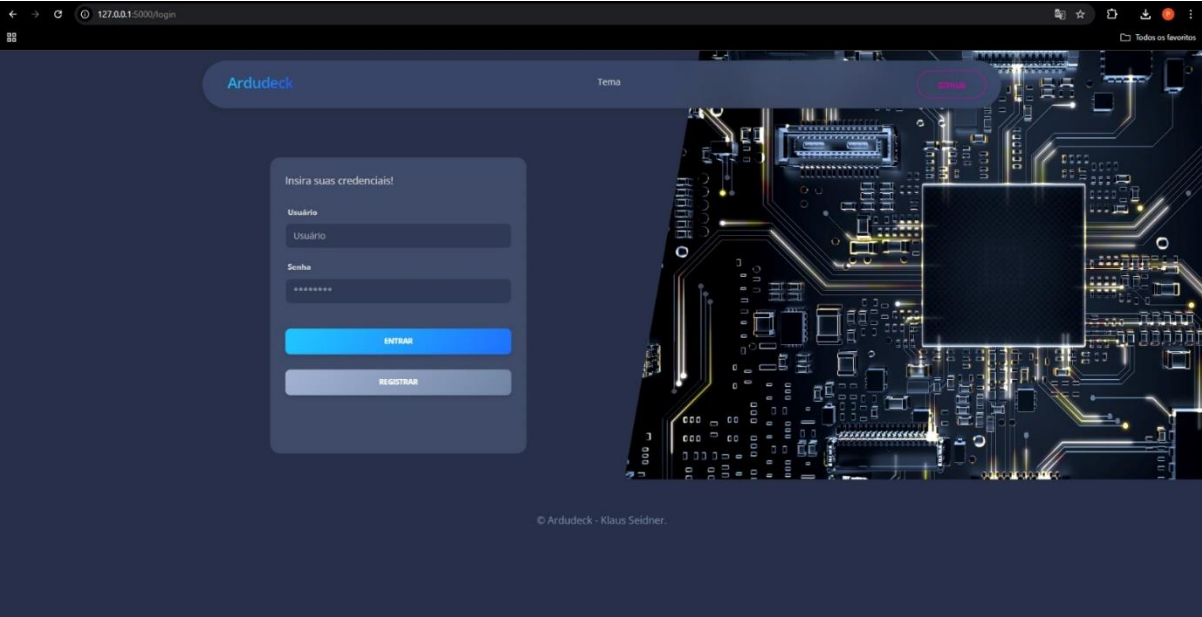 127.0.0.1:5000/login
Todos os favoritos
Ardudeck
Tema
Insira suas credenciais!
Usuário
Usuário
Senha
********
ENTRAR
REGISTRAR
© Ardudeck - Klaus Seidner.